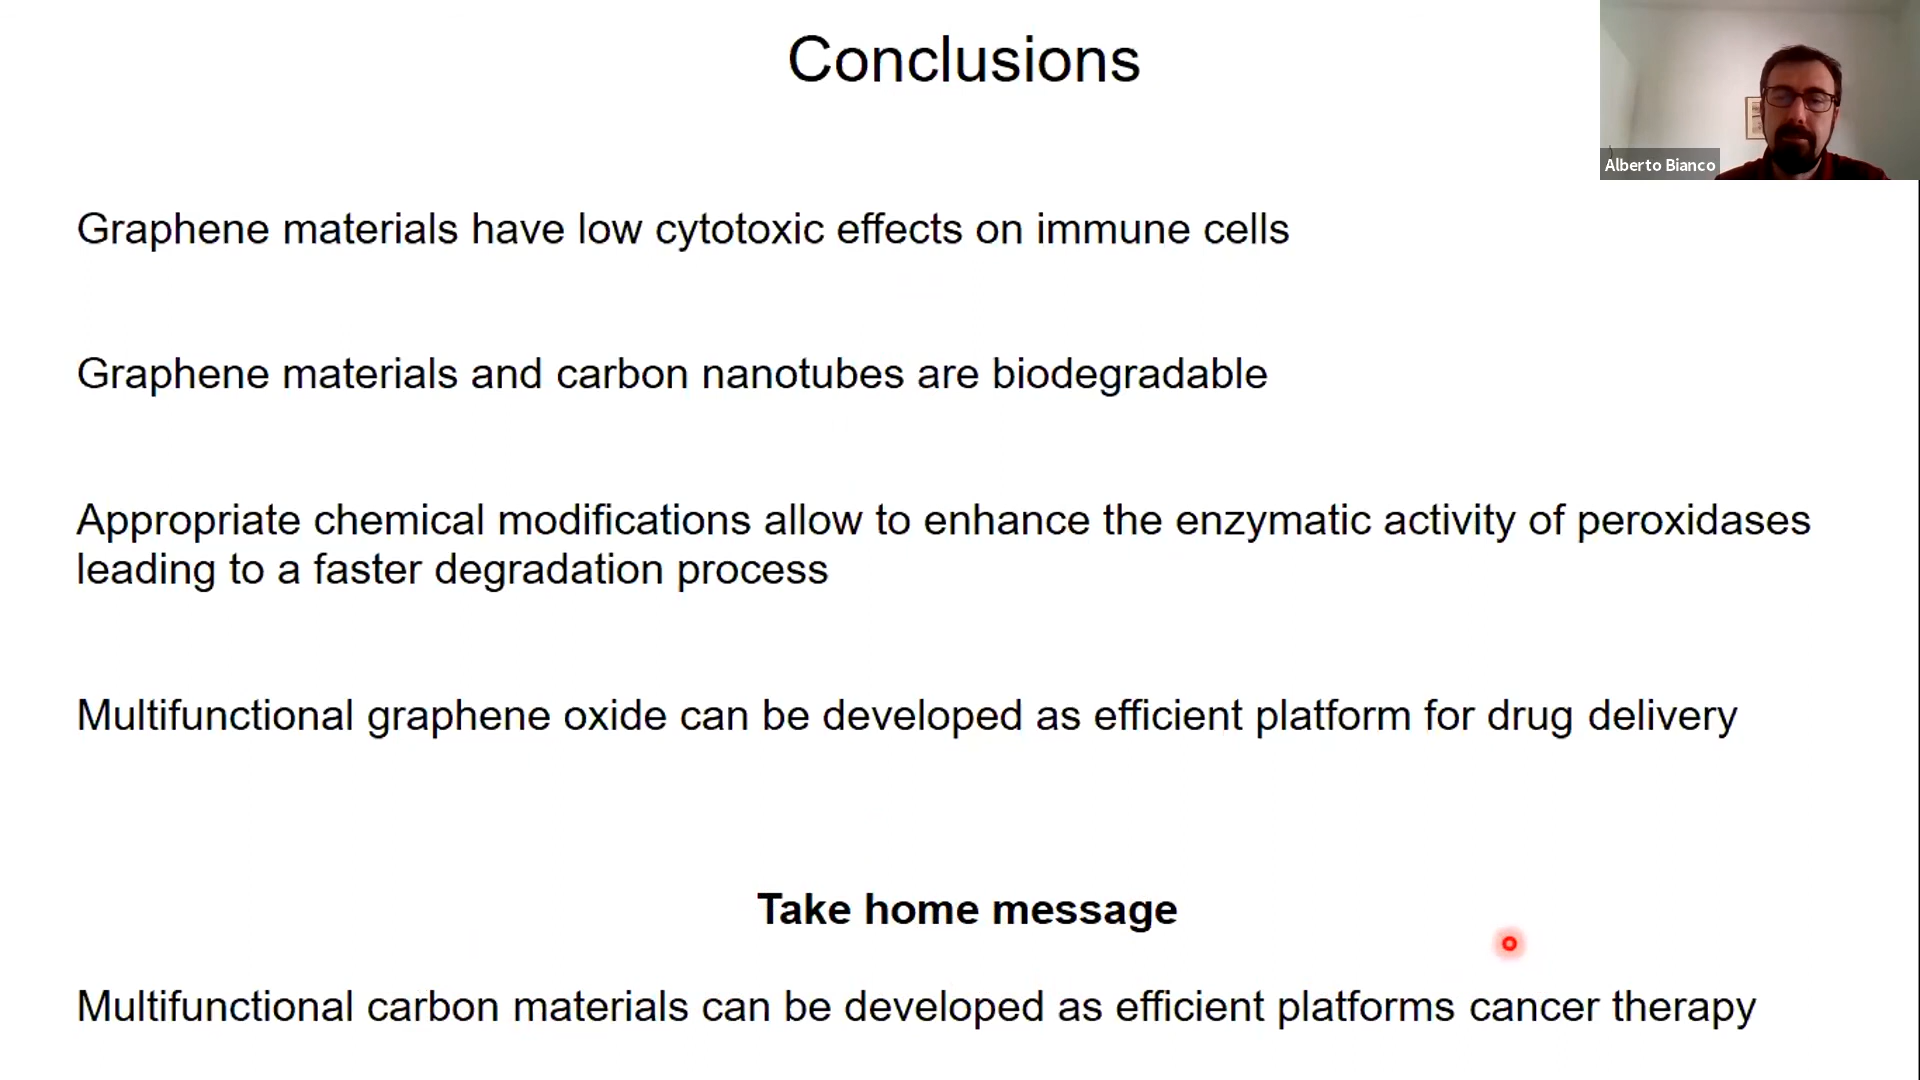 Conclusions
Alberto Bianco
Graphene materials have low cytotoxic effects on immune cells
Graphene materials and carbon nanotubes are biodegradable
Appropriate chemical modifications allow to enhance the enzymatic activity of peroxidases
leading to a faster degradation process
Multifunctional graphene oxide can be developed as efficient platform for drug delivery
Take home message
Multifunctional carbon materials can be developed as efficient platforms cancer therapy